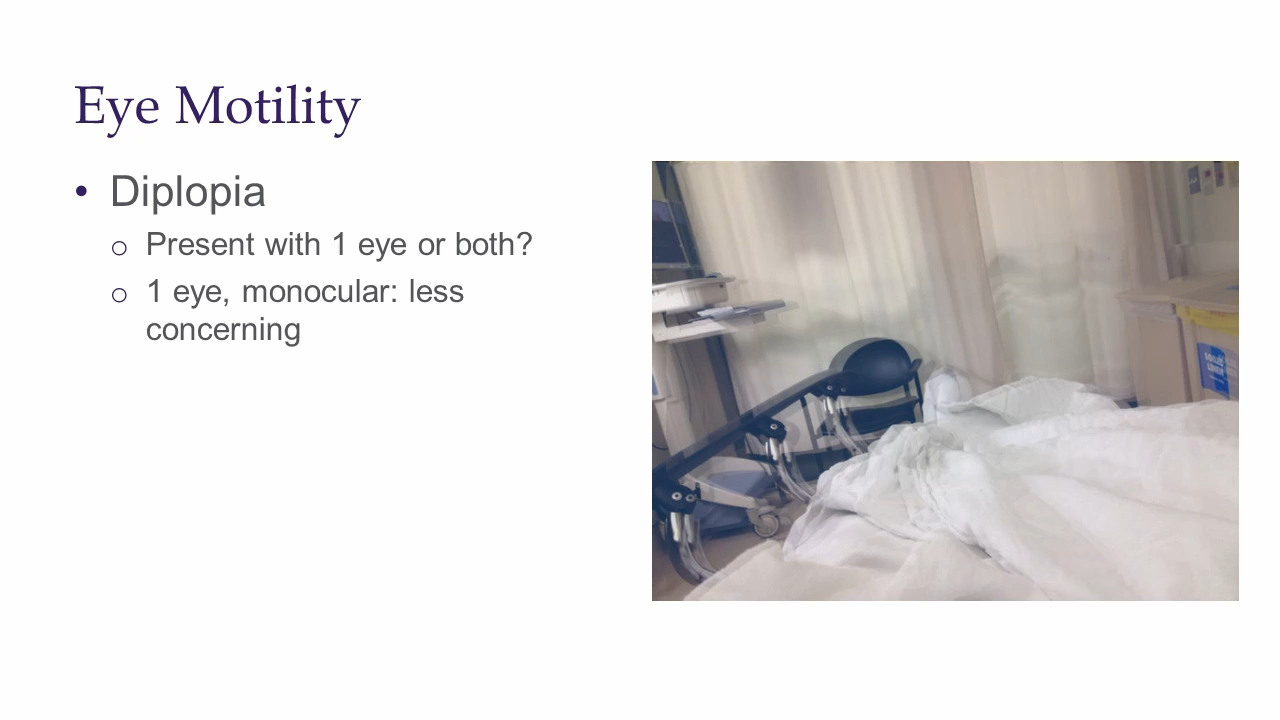 Eye Motility
• Diplopia
o Present with 1 eye or both?
o 1 eye, monocular: less
concerning